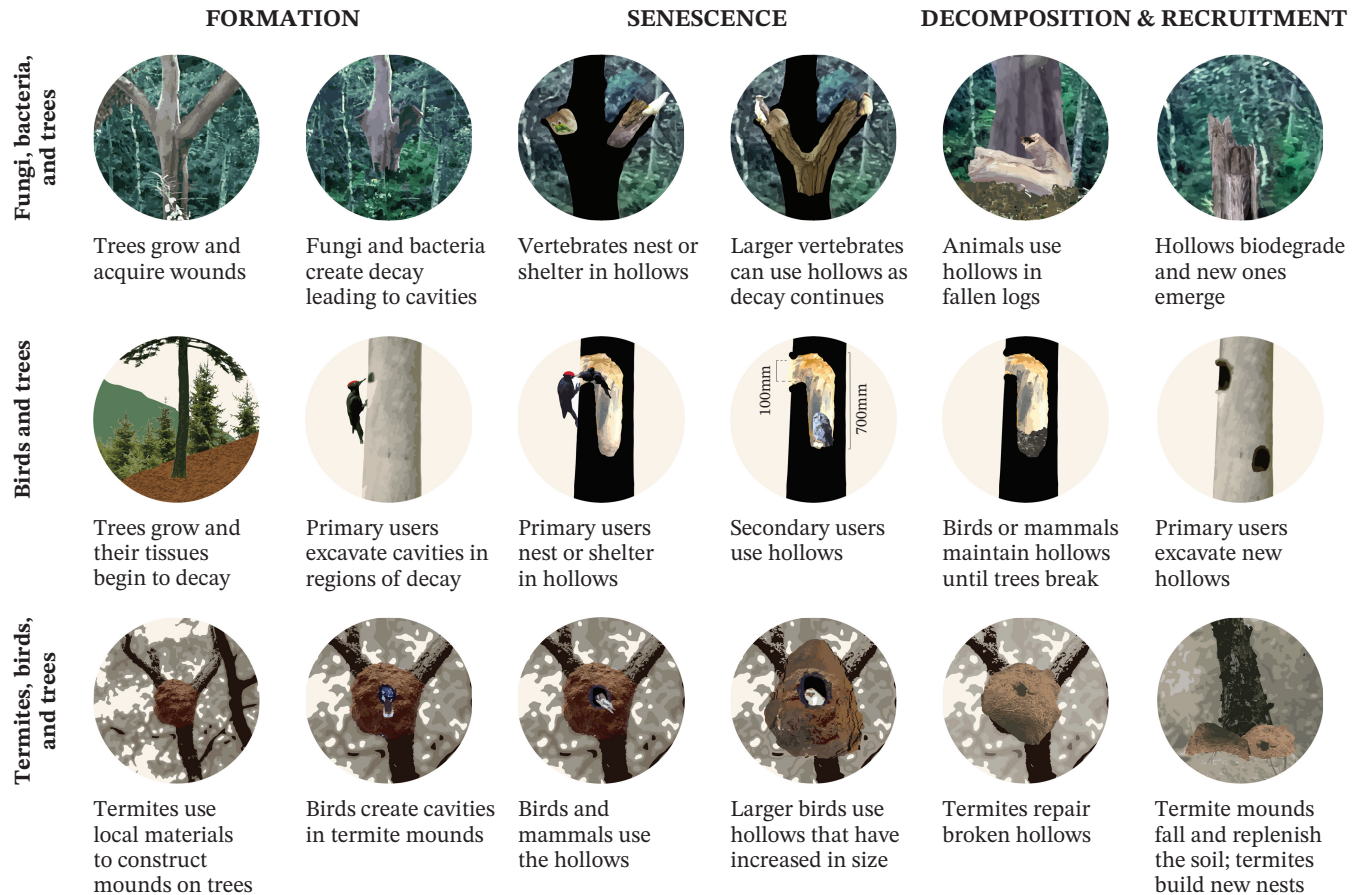 FORMATION
SENESCENCE
DECOMPOSITION & RECRUITMENT
Fungi, bacteria,
and trees
Trees grow and
acquire wounds
Fungi and bacteria
create decay
leading to cavities
Vertebrates nest or
shelter in hollows
Larger vertebrates
can use hollows as
decay continues
Animals use
hollows in
fallen logs
Hollows biodegrade
and new ones
emerge
Birds and trees
100mm
700mm
Trees grow and
their tissues
begin to decay
Primary users
excavate cavities in
regions of decay
Primary users
nest or shelter
in hollows
Secondary users
use hollows
Birds or mammals
maintain hollows
until trees break
Primary users
excavate new
hollows
Termites, birds,
and trees
Termites use
local materials
to construct
mounds on trees
Birds create cavities
in termite mounds
Birds and
mammals use
the hollows
Larger birds use
hollows that have
increased in size
Termites repair
broken hollows
Termite mounds
fall and replenish
the soil; termites
build new nests